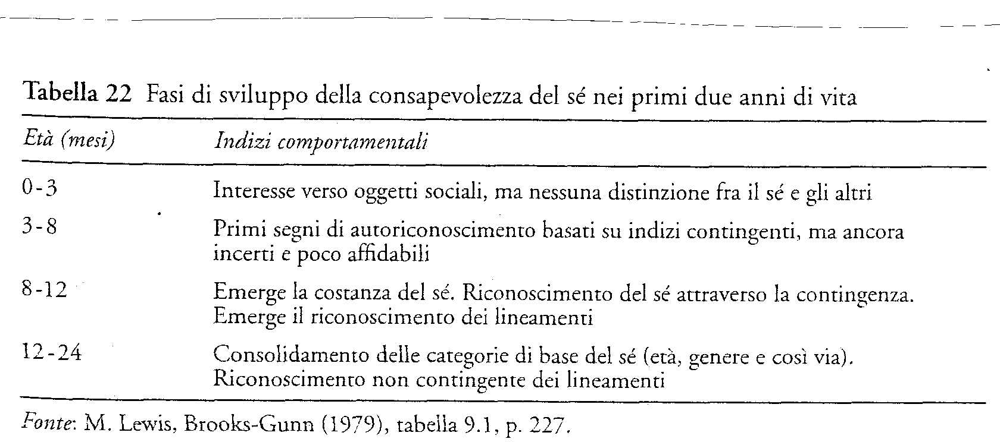 Tabella 22 Fasi di sviluppo della consapevolezza del sé nei primi due anni di vita
Età (mesi) Indizi comportamentali
0-3 Interesse verso oggetti sociali, ma nessuna distinzione fra il sé e gli altri
3-8 Primi segni di autoriconoscimento basati su indizi contingenti, ma ancora
incerti e poco affidabili
8-12 Emerge la costanza del sé. Riconoscimento del sé attraverso la contingenza.
Emerge il riconoscimento dei lineamenti
12-24 Consolidamento delle categorie di base del sé (età, genere e così via).
Riconoscimento non contingente dei lineamenti
Fonte: M. Lewis, Brooks-Gunn (1979), tabella 9.1, p. 227.